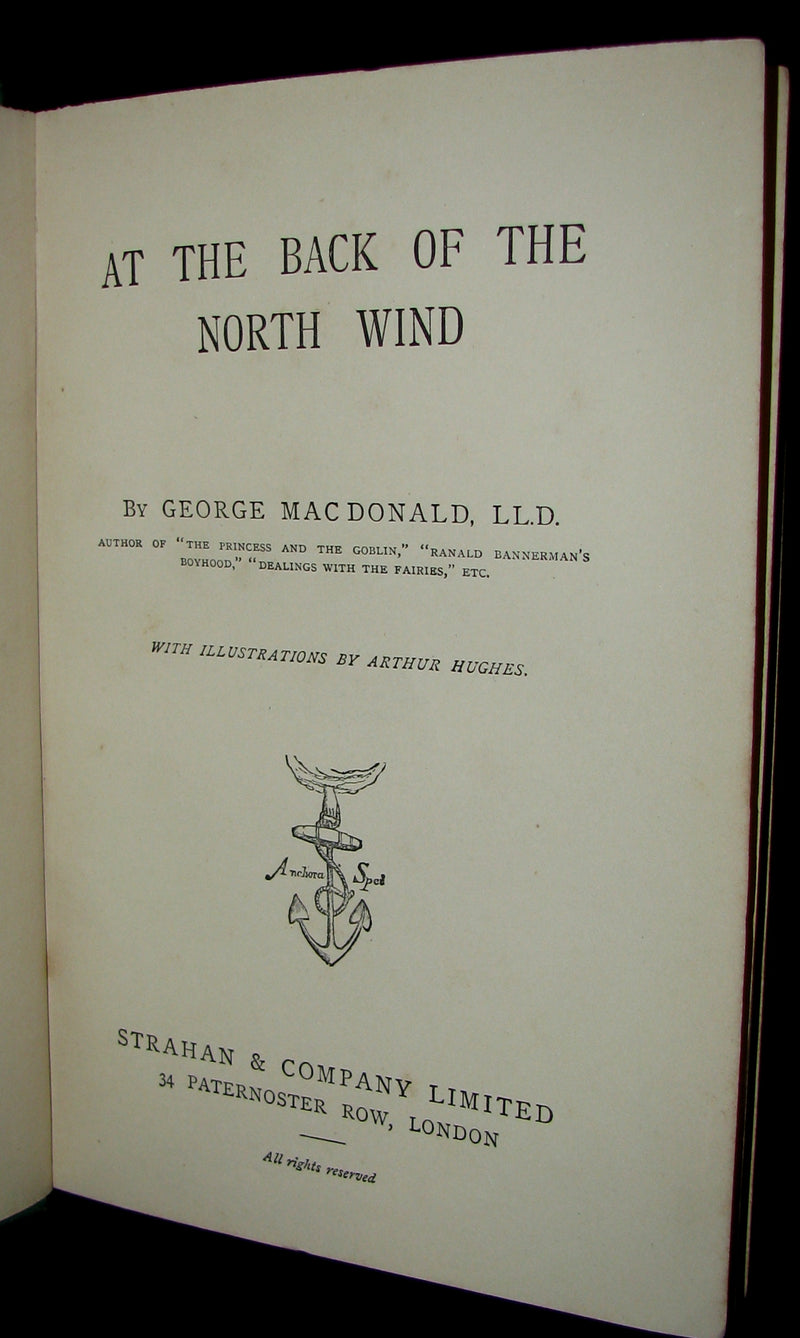 AT THE BACK OF THE
NORTH WIND
BY GEORGE MAC DONALD, LL.D.
AUTHOR OF “THE PRINCESS AND THE GOBLIN,” “RANALD BANNERMAN'S
BOYHOOD,” “DEALINGS WITH THE FAIRIES,” ETC.
WITH ILLUSTRATIONS BY ARTHUR HUGHES.
Anchora Spei
STRAHAN & COMPANY LIMITED
34 PATERNOSTER ROW, LONDON
All rights reserved